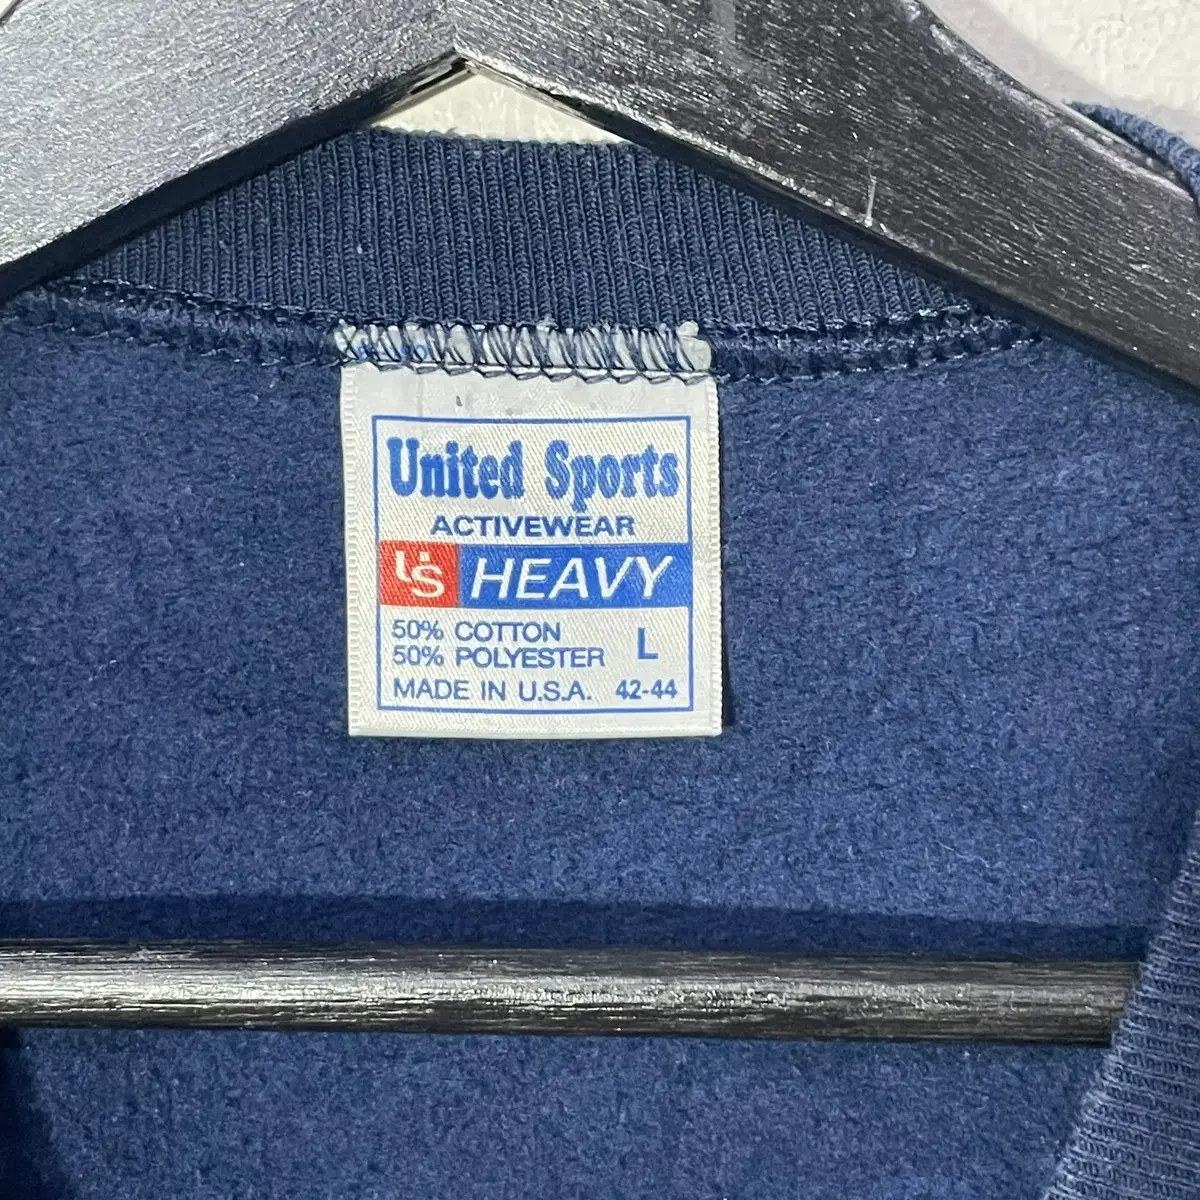 United Sports
ACTIVEWEAR
US HEAVY
50% COTTON
50% POLYESTER L
MADE IN U.S.A. 42-44